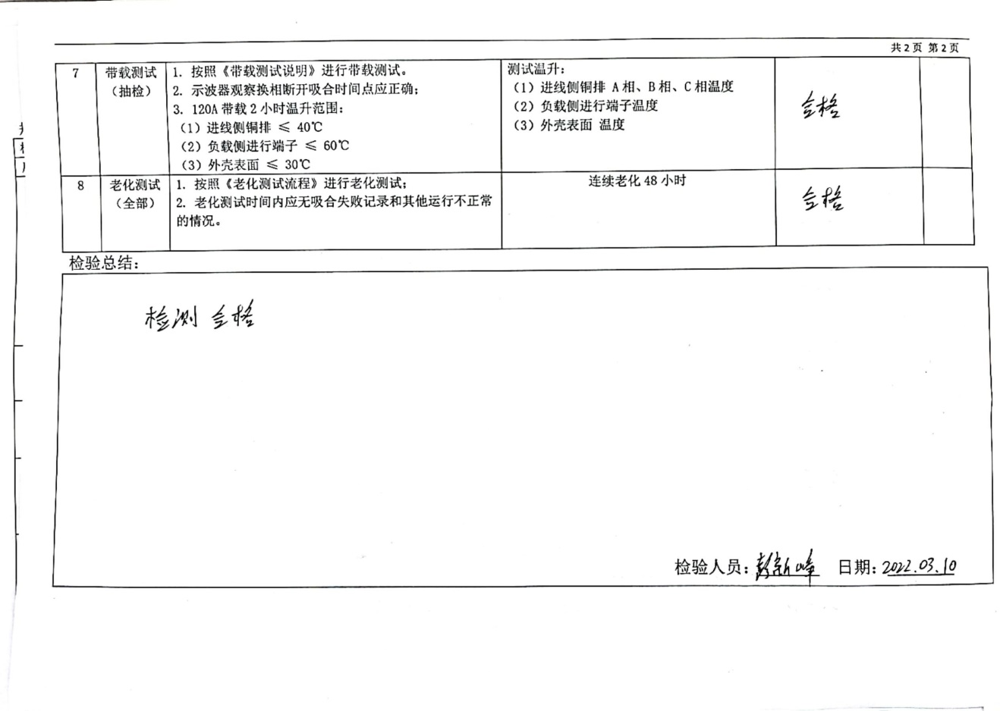 共2页 第2页
7
带载测试
（抽检）
1. 按照《带载测试说明》进行带载测试。
2. 示波器观察换相断开吸合时间点应正确；
3. 120A 带载 2 小时温升范围：
（1）进线侧铜排 ≤ 40℃
（2）负载侧进行端子 ≤ 60℃
（3）外壳表面 ≤ 30℃
测试温升：
（1）进线侧铜排 A 相、B 相、C 相温度
（2）负载侧进行端子温度
（3）外壳表面 温度
合格
8
老化测试
（全部）
1. 按照《老化测试流程》进行老化测试；
2. 老化测试时间内应无吸合失败记录和其他运行不正常
的情况。
连续老化 48 小时
合格
检验总结：
检测 合格
检验人员：彭新峰 日期：2022.03.10